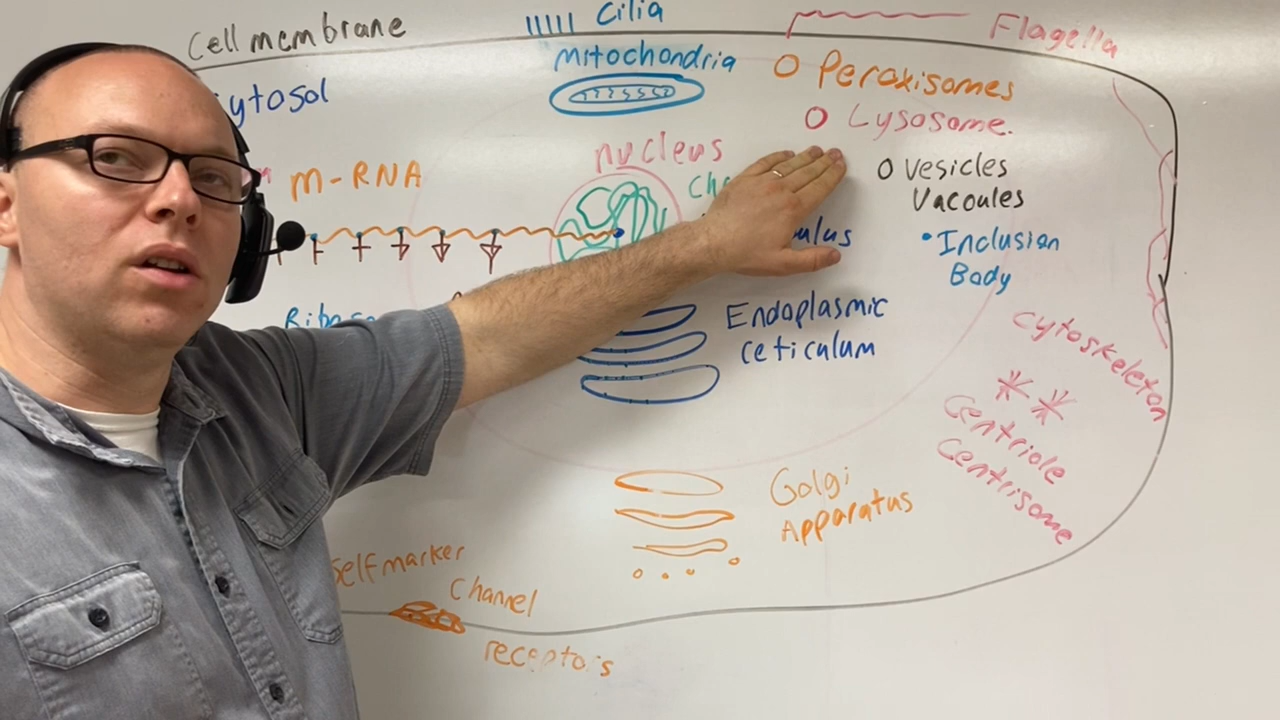 Cilia
Flagella
Cell membrane
Mitochondria
Peroxisomes
Lysosome.
ytosol
nucleus
m-RNA
Vesicles
Vacoules
Inclusion
Body
Endoplasmic
ceticulum
cytoskeleton
Centriole
Centrisome
Golgi
Apparatus
selfmarker
Channel
receptors